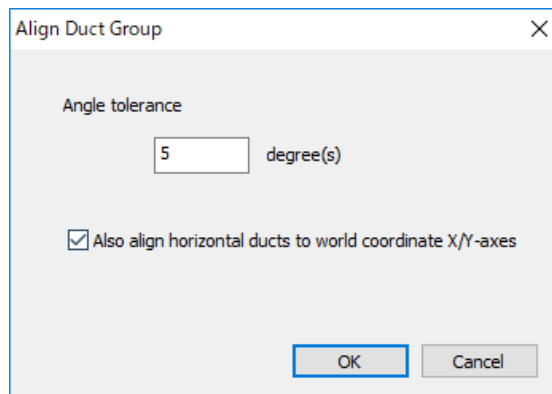 Align Duct Group
Angle tolerance
5 degree(s)
Also align horizontal ducts to world coordinate X/Y-axes
OK Cancel